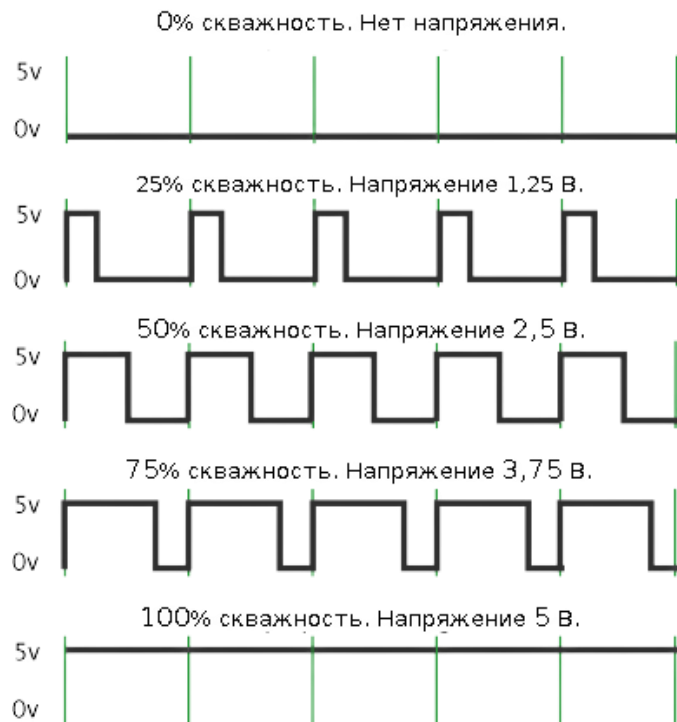 0% скважность. Нет напряжения.
5v
0v
25% скважность. Напряжение 1,25 В.
5v
0v
50% скважность. Напряжение 2,5 В.
5v
0v
75% скважность. Напряжение 3,75 В.
5v
0v
100% скважность. Напряжение 5 В.
5v
0v